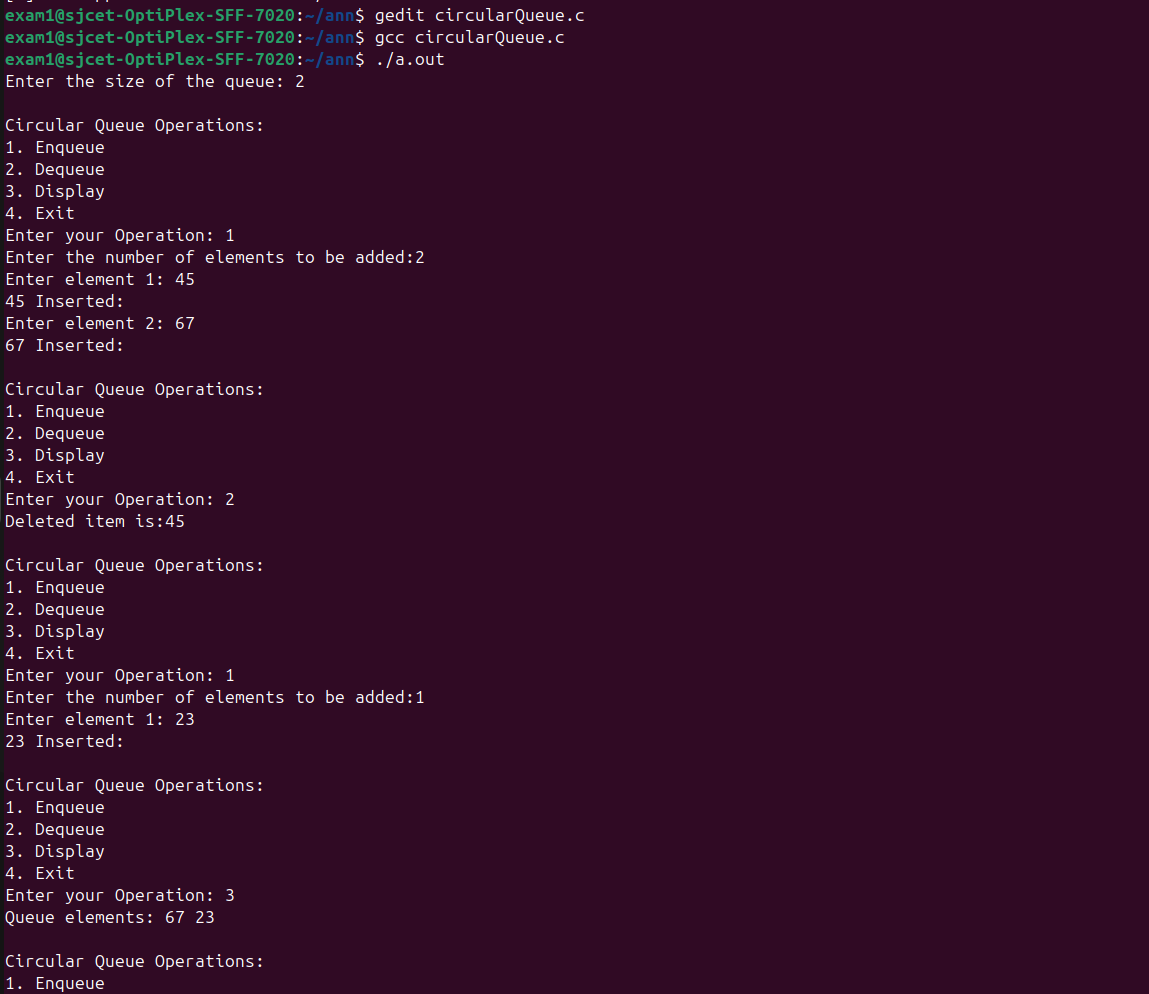 exam1@sjcet-OptiPlex-SFF-7020:~/ann$ gedit circularQueue.c
exam1@sjcet-OptiPlex-SFF-7020:~/ann$ gcc circularQueue.c
exam1@sjcet-OptiPlex-SFF-7020:~/ann$ ./a.out
Enter the size of the queue: 2

Circular Queue Operations:
1. Enqueue
2. Dequeue
3. Display
4. Exit
Enter your Operation: 1
Enter the number of elements to be added:2
Enter element 1: 45
45 Inserted:
Enter element 2: 67
67 Inserted:

Circular Queue Operations:
1. Enqueue
2. Dequeue
3. Display
4. Exit
Enter your Operation: 2
Deleted item is:45

Circular Queue Operations:
1. Enqueue
2. Dequeue
3. Display
4. Exit
Enter your Operation: 1
Enter the number of elements to be added:1
Enter element 1: 23
23 Inserted:

Circular Queue Operations:
1. Enqueue
2. Dequeue
3. Display
4. Exit
Enter your Operation: 3
Queue elements: 67 23

Circular Queue Operations:
1. Enqueue